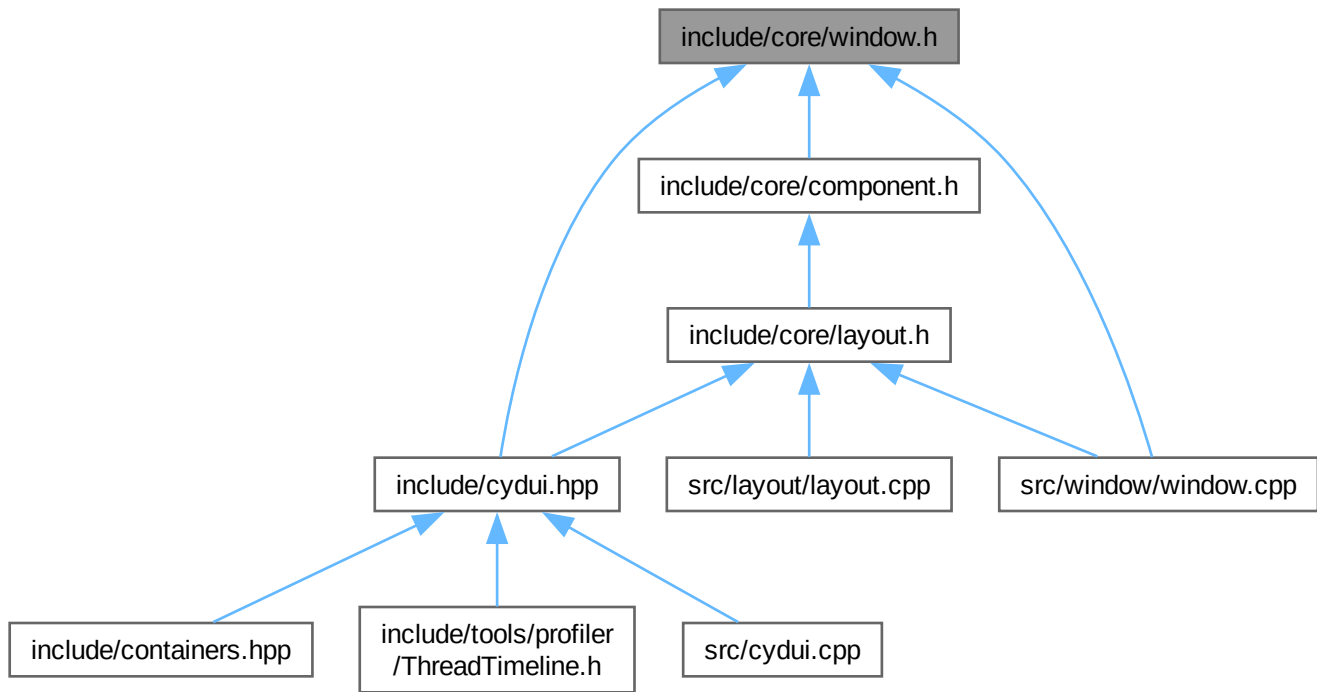 include/core/window.h
include/core/component.h
include/core/layout.h
include/cydui.hpp
src/layout/layout.cpp
src/window/window.cpp
include/containers.hpp
include/tools/profiler
/ThreadTimeline.h
src/cydui.cpp